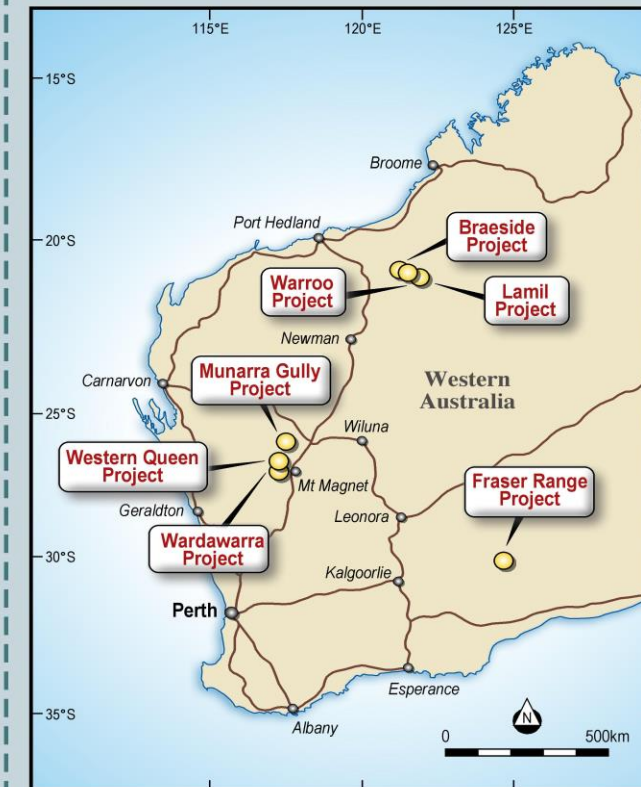 115°E
120°E
125°E
15°S
Broome
Port Hedland
20°S
Braeside
Project
Warroo
Project
Lamil
Project
Newman
Munarra Gully
Project
Carnarvon
Western
Australia
25°S
Wiluna
Western Queen
Project
Mt Magnet
Fraser Range
Project
Geraldton
Leonora
Wardawarra
Project
30°S
Kalgoorlie
Perth
Esperance
N
35°S
Albany
0
500km